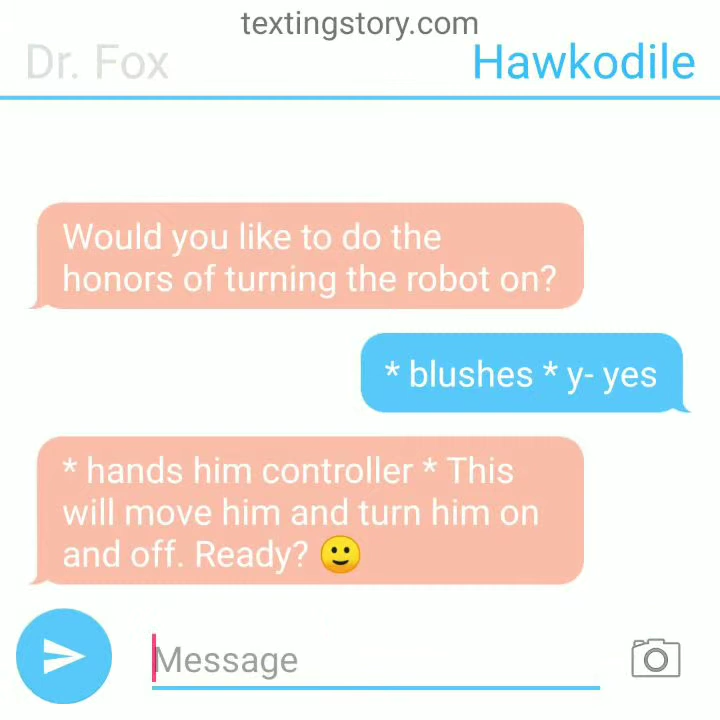 textingstory.com
Dr. Fox
Hawkodile
Would you like to do the
honors of turning the robot on?
* blushes * y- yes
* hands him controller * This
will move him and turn him on
and off. Ready? 🙂
Message